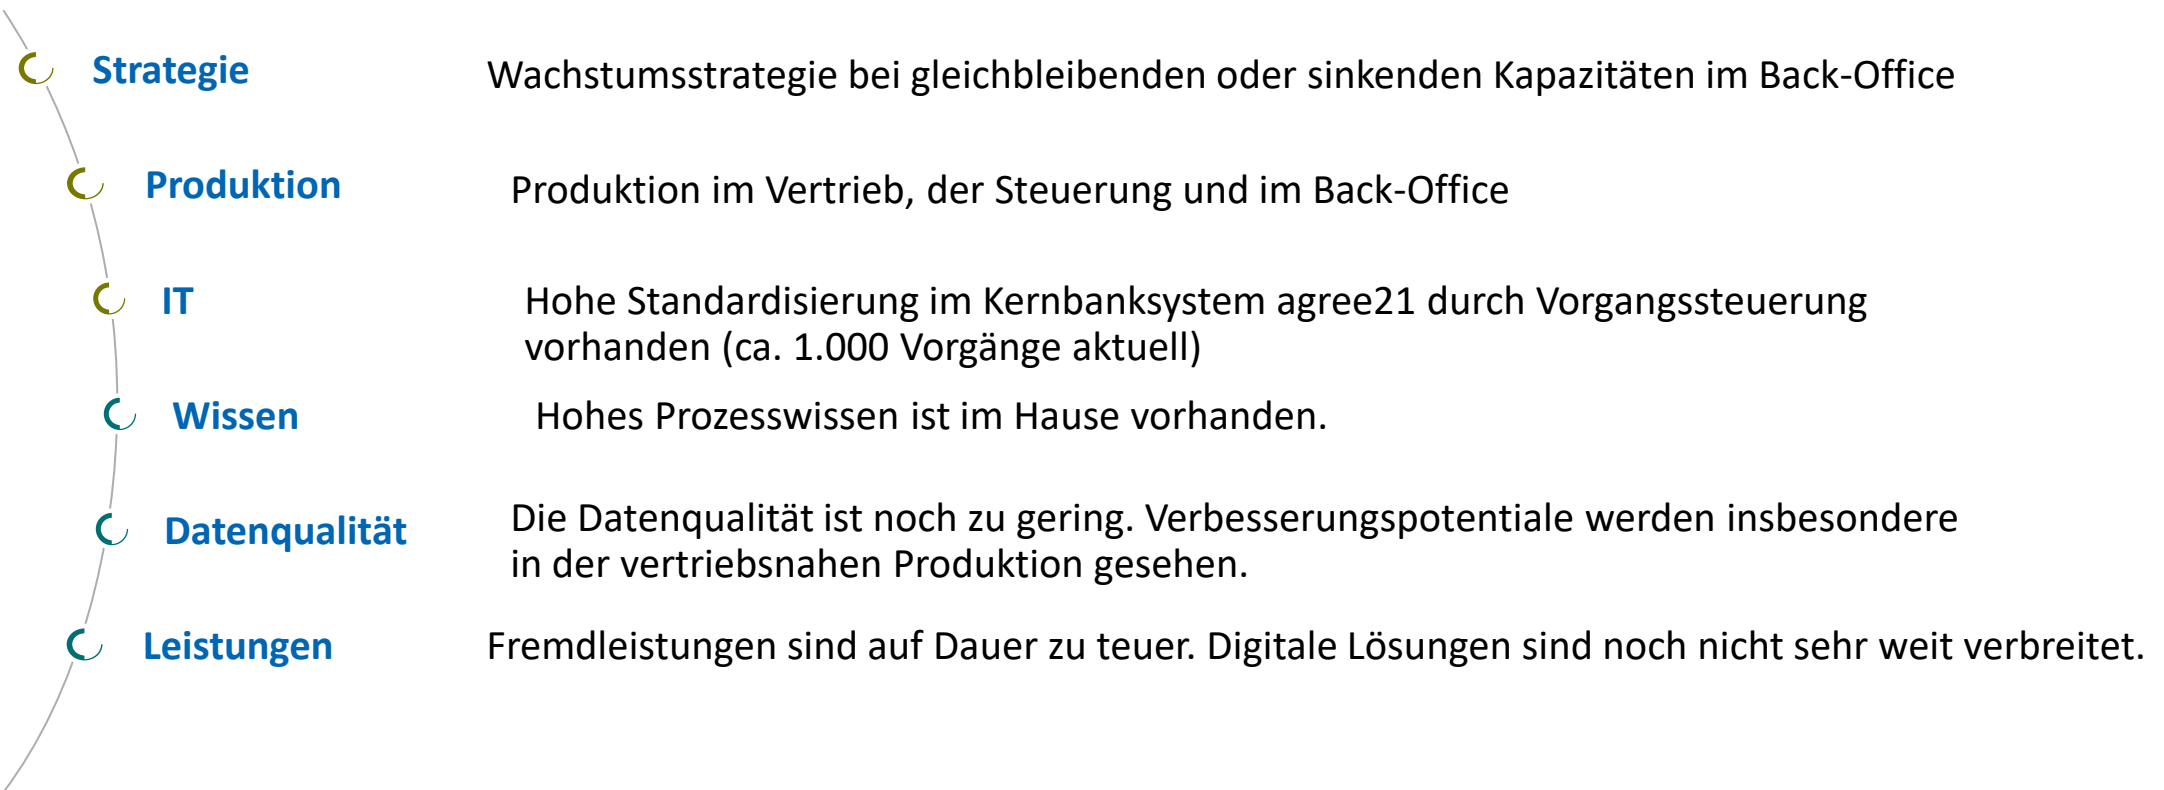 Strategie
Wachstumsstrategie bei gleichbleibenden oder sinkenden Kapazitäten im Back-Office
Produktion
Produktion im Vertrieb, der Steuerung und im Back-Office
IT
Hohe Standardisierung im Kernbanksystem agree21 durch Vorgangssteuerung
vorhanden (ca. 1.000 Vorgänge aktuell)
Wissen
Hohes Prozesswissen ist im Hause vorhanden.
Datenqualität
Die Datenqualität ist noch zu gering. Verbesserungspotentiale werden insbesondere
in der vertriebsnahen Produktion gesehen.
Leistungen
Fremdleistungen sind auf Dauer zu teuer. Digitale Lösungen sind noch nicht sehr weit verbreitet.